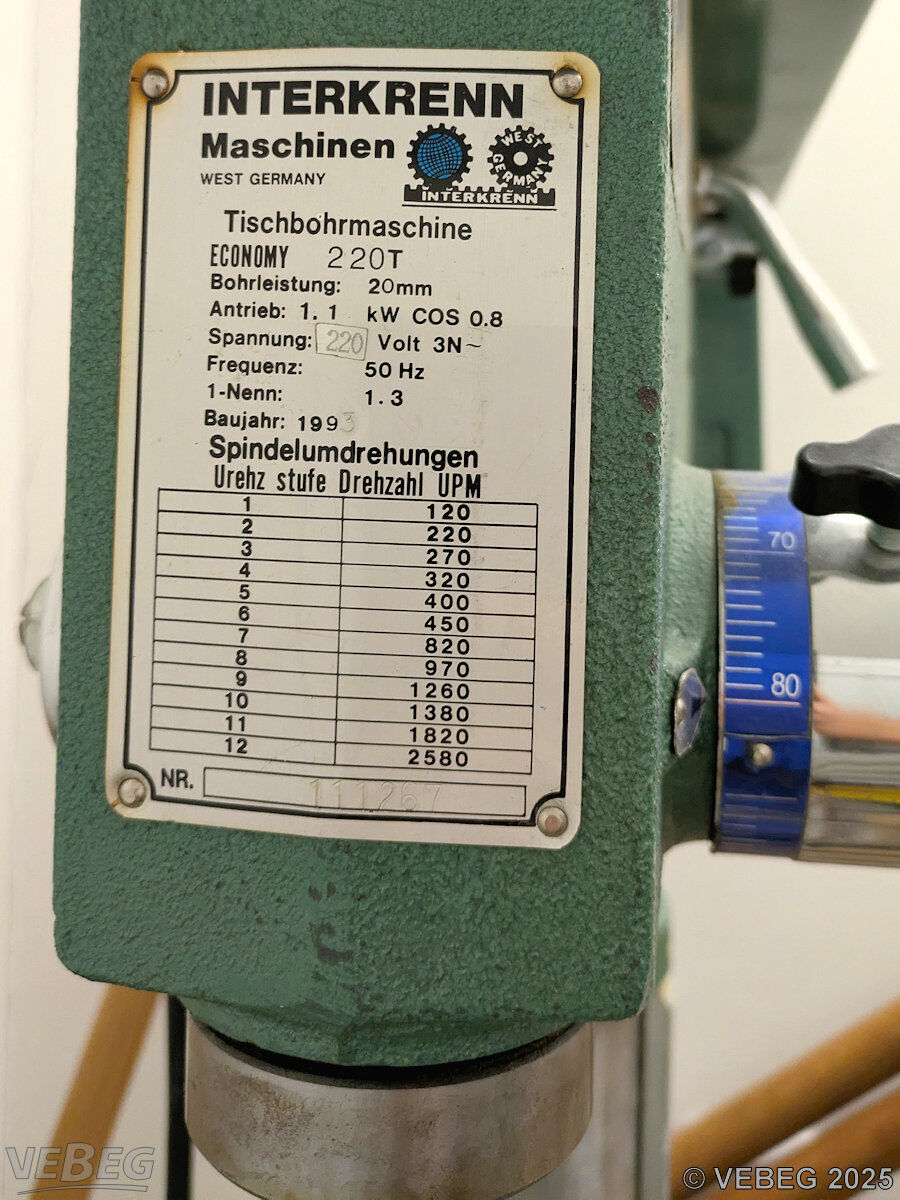 INTERKRENN
Maschinen
WEST GERMANY
WEST GERMANY
INTERKRENN
Tischbohrmaschine
ECONOMY 220T
Bohrleistung: 20mm
Antrieb: 1.1 kW COS 0.8
Spannung: 220 Volt 3N~
Frequenz: 50 Hz
1-Nenn: 1.3
Baujahr: 1993
Spindelumdrehungen
Urehz stufe Drehzahl UPM
1 120
2 220
3 270
4 320
5 400
6 450
7 820
8 970
9 1260
10 1380
11 1820
12 2580
NR. 111267
70
80
VEBEG
© VEBEG 2025